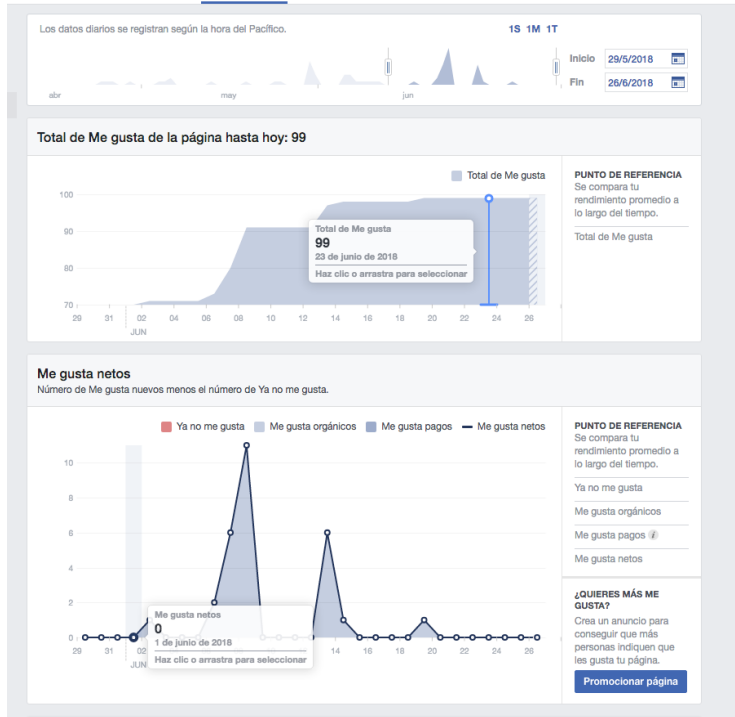 Los datos diarios se registran según la hora del Pacífico.
1S 1M 1T
Inicio 29/5/2018
Fin 26/6/2018
abr may jun
Total de Me gusta de la página hasta hoy: 99
Total de Me gusta
100
90
80
70
29 31 02 04 06 08 10 12 14 16 18 20 22 24 26
JUN
Total de Me gusta
99
23 de junio de 2018
Haz clic o arrastra para seleccionar
PUNTO DE REFERENCIA
Se compara tu
rendimiento promedio a
lo largo del tiempo.
Total de Me gusta
Me gusta netos
Número de Me gusta nuevos menos el número de Ya no me gusta.
Ya no me gusta Me gusta orgánicos Me gusta pagos Me gusta netos
10
8
6
4
2
0
29 31 02 08 10 12 14 16 18 20 22 24 26
JUN
Me gusta netos
0
1 de junio de 2018
Haz clic o arrastra para seleccionar
PUNTO DE REFERENCIA
Se compara tu
rendimiento promedio a
lo largo del tiempo.
Ya no me gusta
Me gusta orgánicos
Me gusta pagos i
Me gusta netos
¿QUIERES MÁS ME
GUSTA?
Crea un anuncio para
conseguir que más
personas indiquen que
les gusta tu página.
Promocionar página